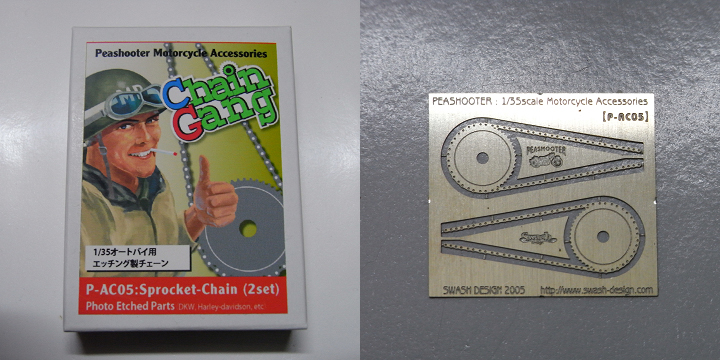 Peashooter Motorcycle Accessories
Chain
Gang
1/35オートバイ用
エッチング製チェーン
P-AC05:Sprocket-Chain (2set)
Photo Etched Parts DKW, Harley-davidson, etc.
PEASHOOTER : 1/35scale Motorcycle Accessories
[P-AC05]
PEASHOOTER
Swash
SWASH DESIGN 2005 http://www.swash-design.com